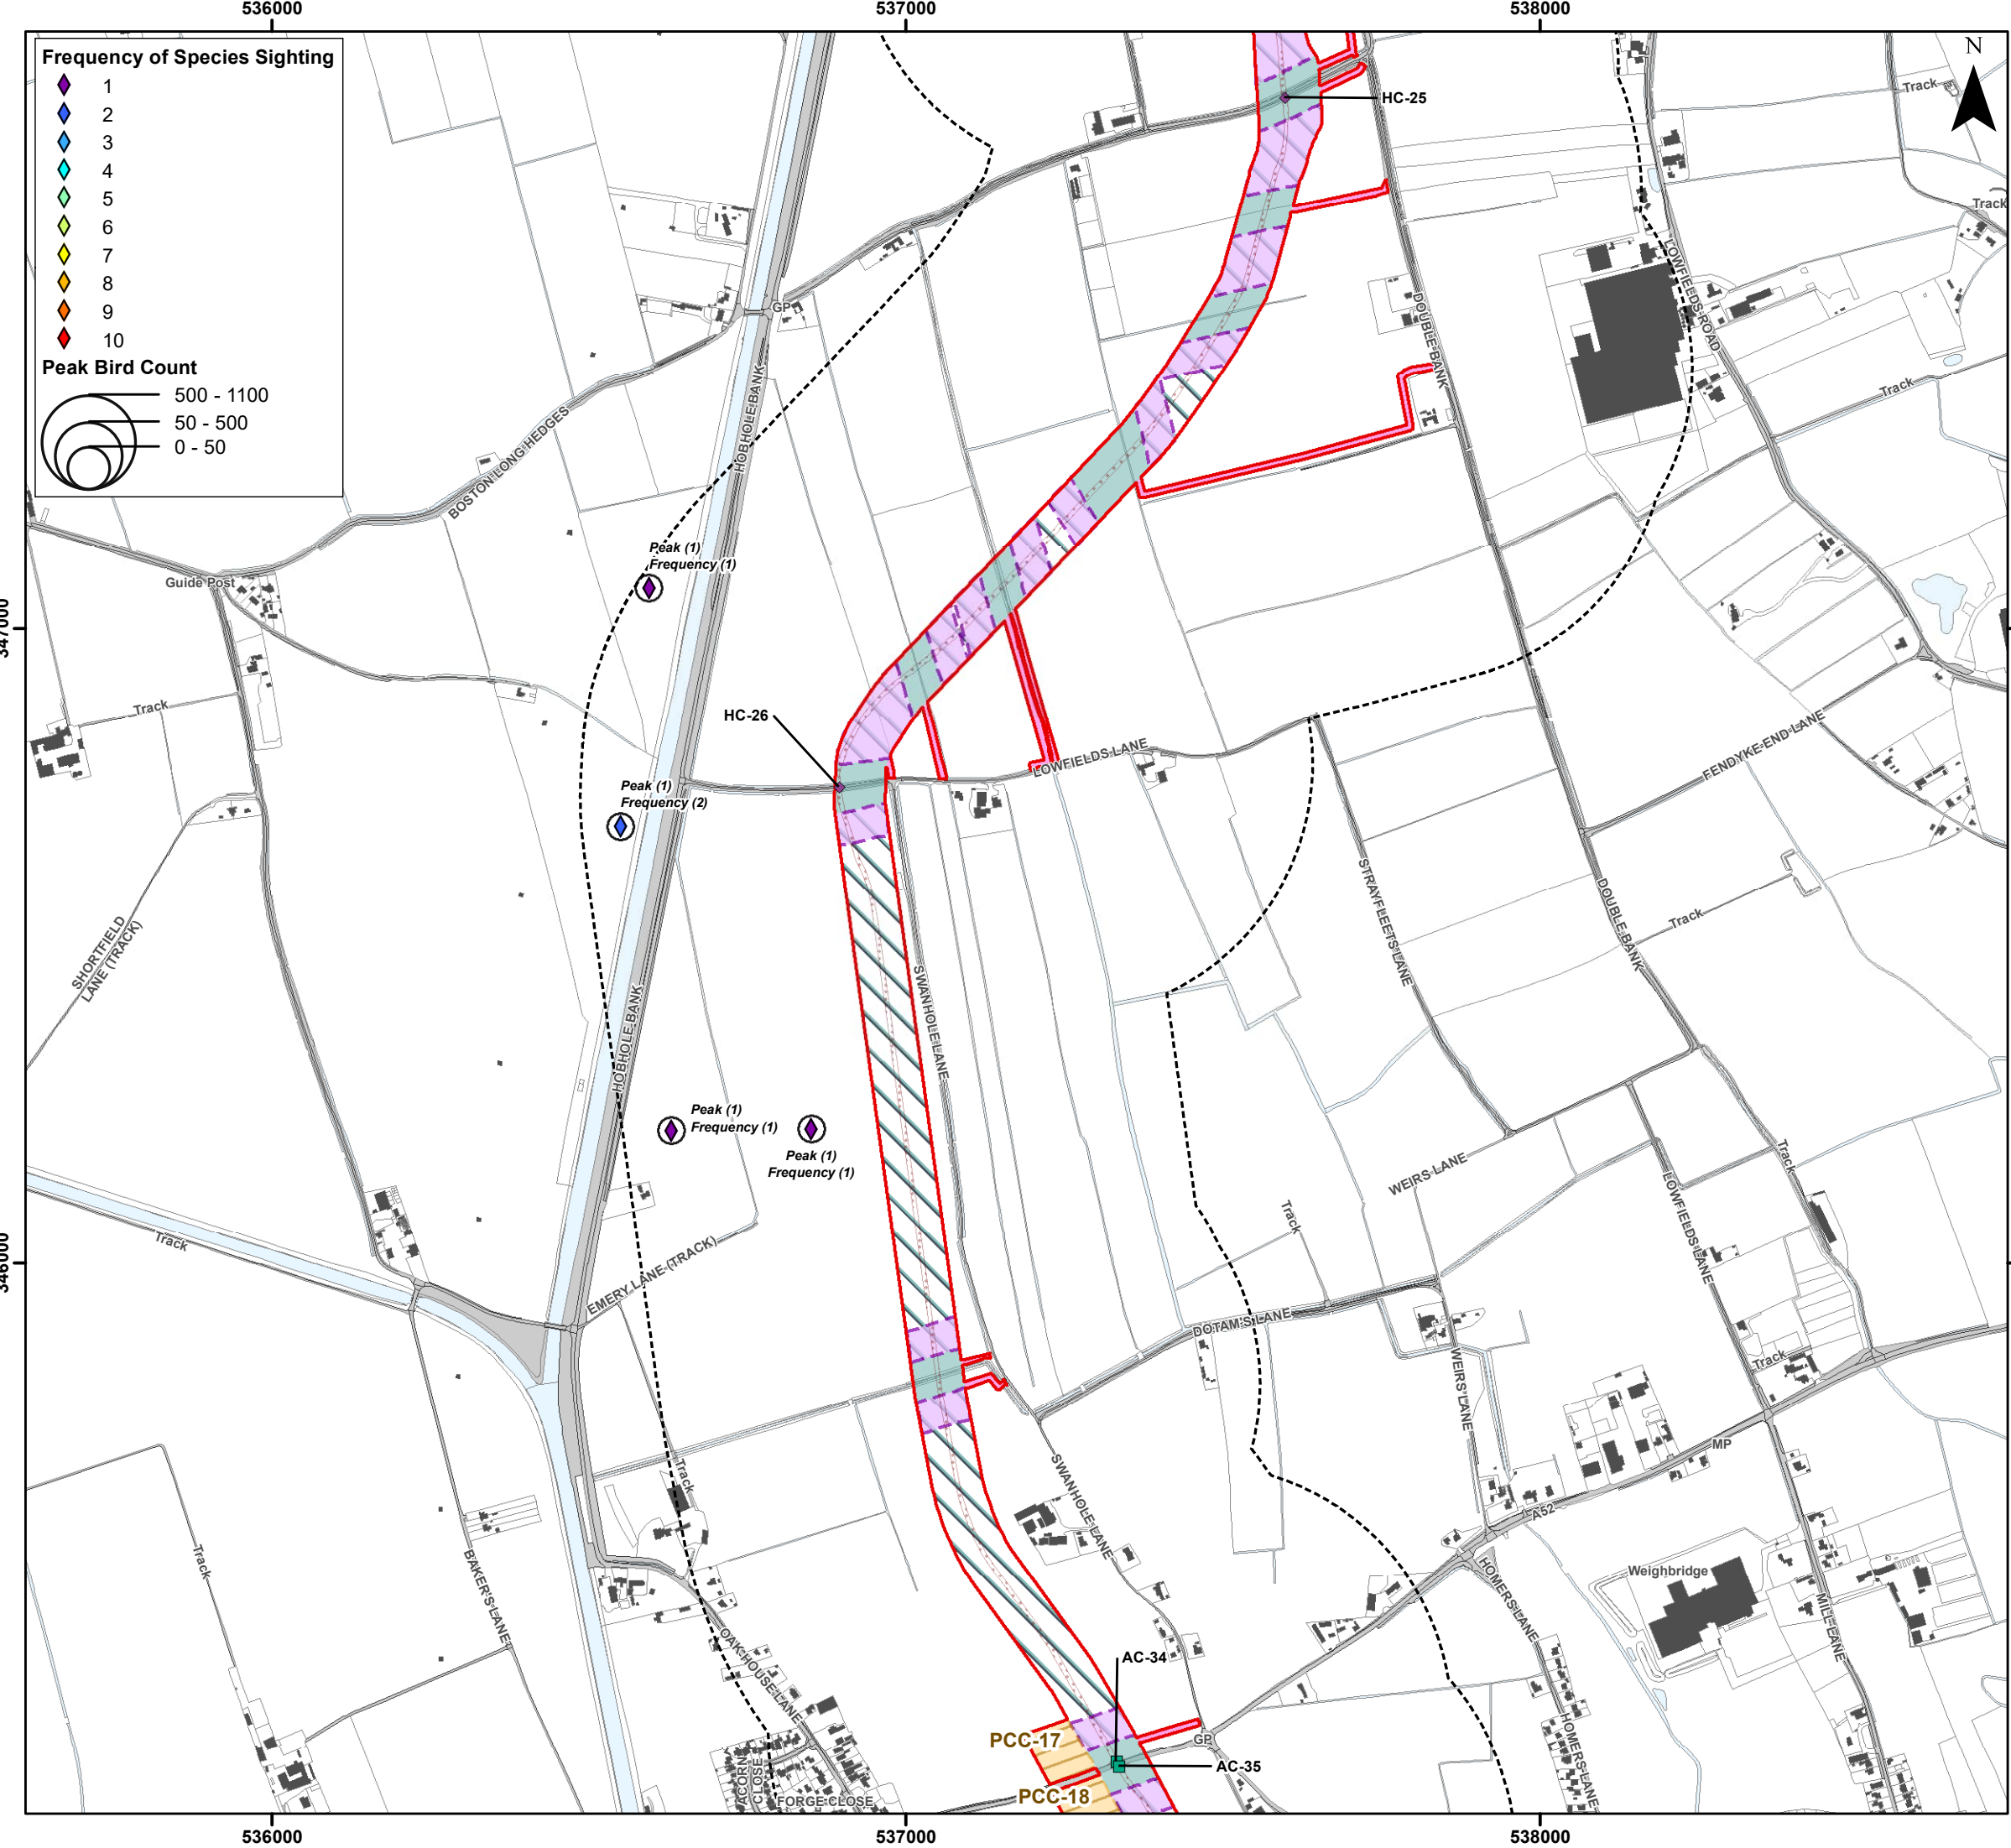 536000
537000
538000
Frequency of Species Sighting
1
2
3
4
5
6
7
8
9
10
Peak Bird Count
500 - 1100
50 - 500
0 - 50
N
HC-25
Track
Track
LOWFIELDS ROAD
GP
DOUBLE BANK
HOBHOLE BANK
Track
BOSTON LONG HEDGES
Peak (1)
Frequency (1)
Guide Post
347000
Track
HC-26
LOWFIELDS LANE
FENDYKE END LANE
Peak (1)
Frequency (2)
STRAYFLEETS LANE
DOUBLE BANK
Track
SHORTFIELD
LANE (TRACK)
SWANHOLE LANE
HOBHOLE BANK
Peak (1)
Frequency (1)
Peak (1)
Frequency (1)
WEIRS LANE
Track
LOWFIELDS LANE
Track
Track
346000
EMERY LANE (TRACK)
DOTAM'S LANE
WEIRS LANE
Track
MP
Track
SWANHOLE LANE
A52
Track
BAKER'S LANE
HOMERS LANE
Weighbridge
MILL LANE
OAK HOUSE LANE
AC-34
HOMERS LANE
PCC-17
GP
AC-35
PCC-18
ACORN
CLOSE
FORGE CLOSE
536000
537000
538000